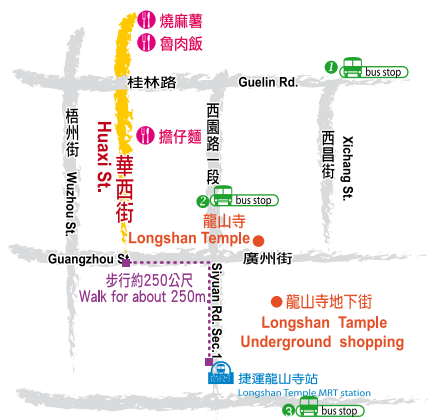 燒麻薯
魯肉飯
1 bus stop
桂林路 Guelin Rd.
梧州街 Wuzhou St.
Huaxi St. 華西街
擔仔麵
西園路一段
西昌街 Xichang St.
2 bus stop
龍山寺
Longshan Temple
Guangzhou St. 廣州街
步行約250公尺
Walk for about 250m.
Siyuan Rd. Sec.1
龍山寺地下街
Longshan Tample
Underground shopping
捷運龍山寺站
Longshan Temple MRT station
3 bus stop